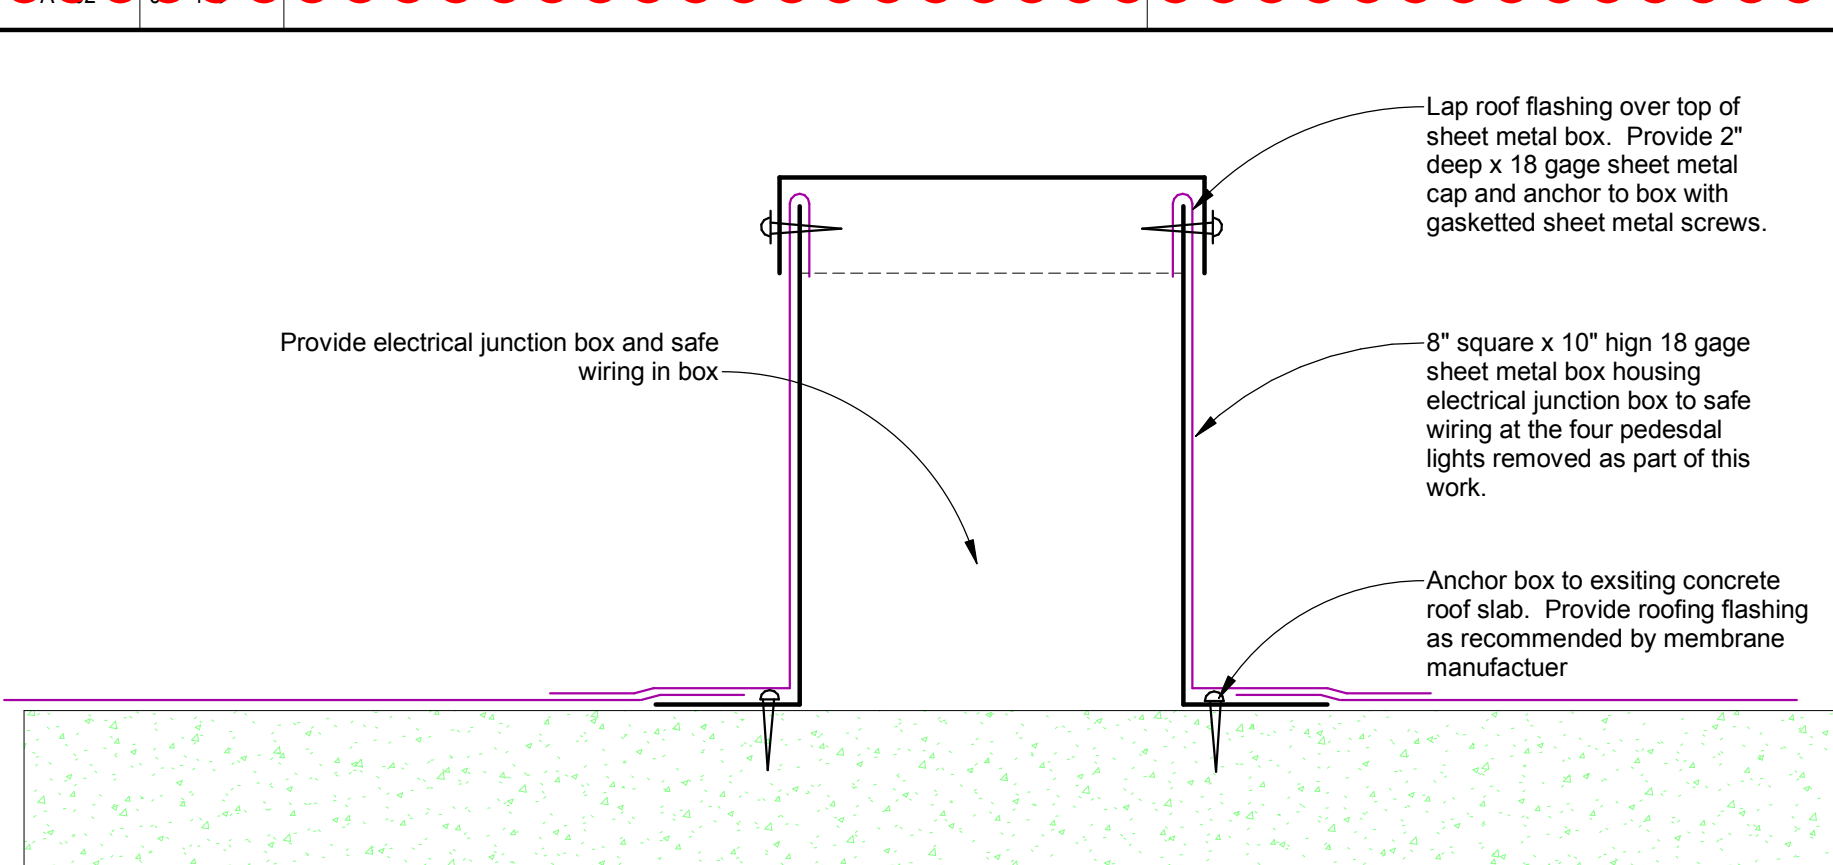 Lap roof flashing over top of
sheet metal box.  Provide 2"
deep x 18 gage sheet metal
cap and anchor to box with
gasketted sheet metal screws.
Provide electrical junction box and safe
wiring in box
8" square x 10" hign 18 gage
sheet metal box housing
electrical junction box to safe
wiring at the four pedesdal
lights removed as part of this
work.
Anchor box to exsiting concrete
roof slab.  Provide roofing flashing
as recommended by membrane
manufactuer